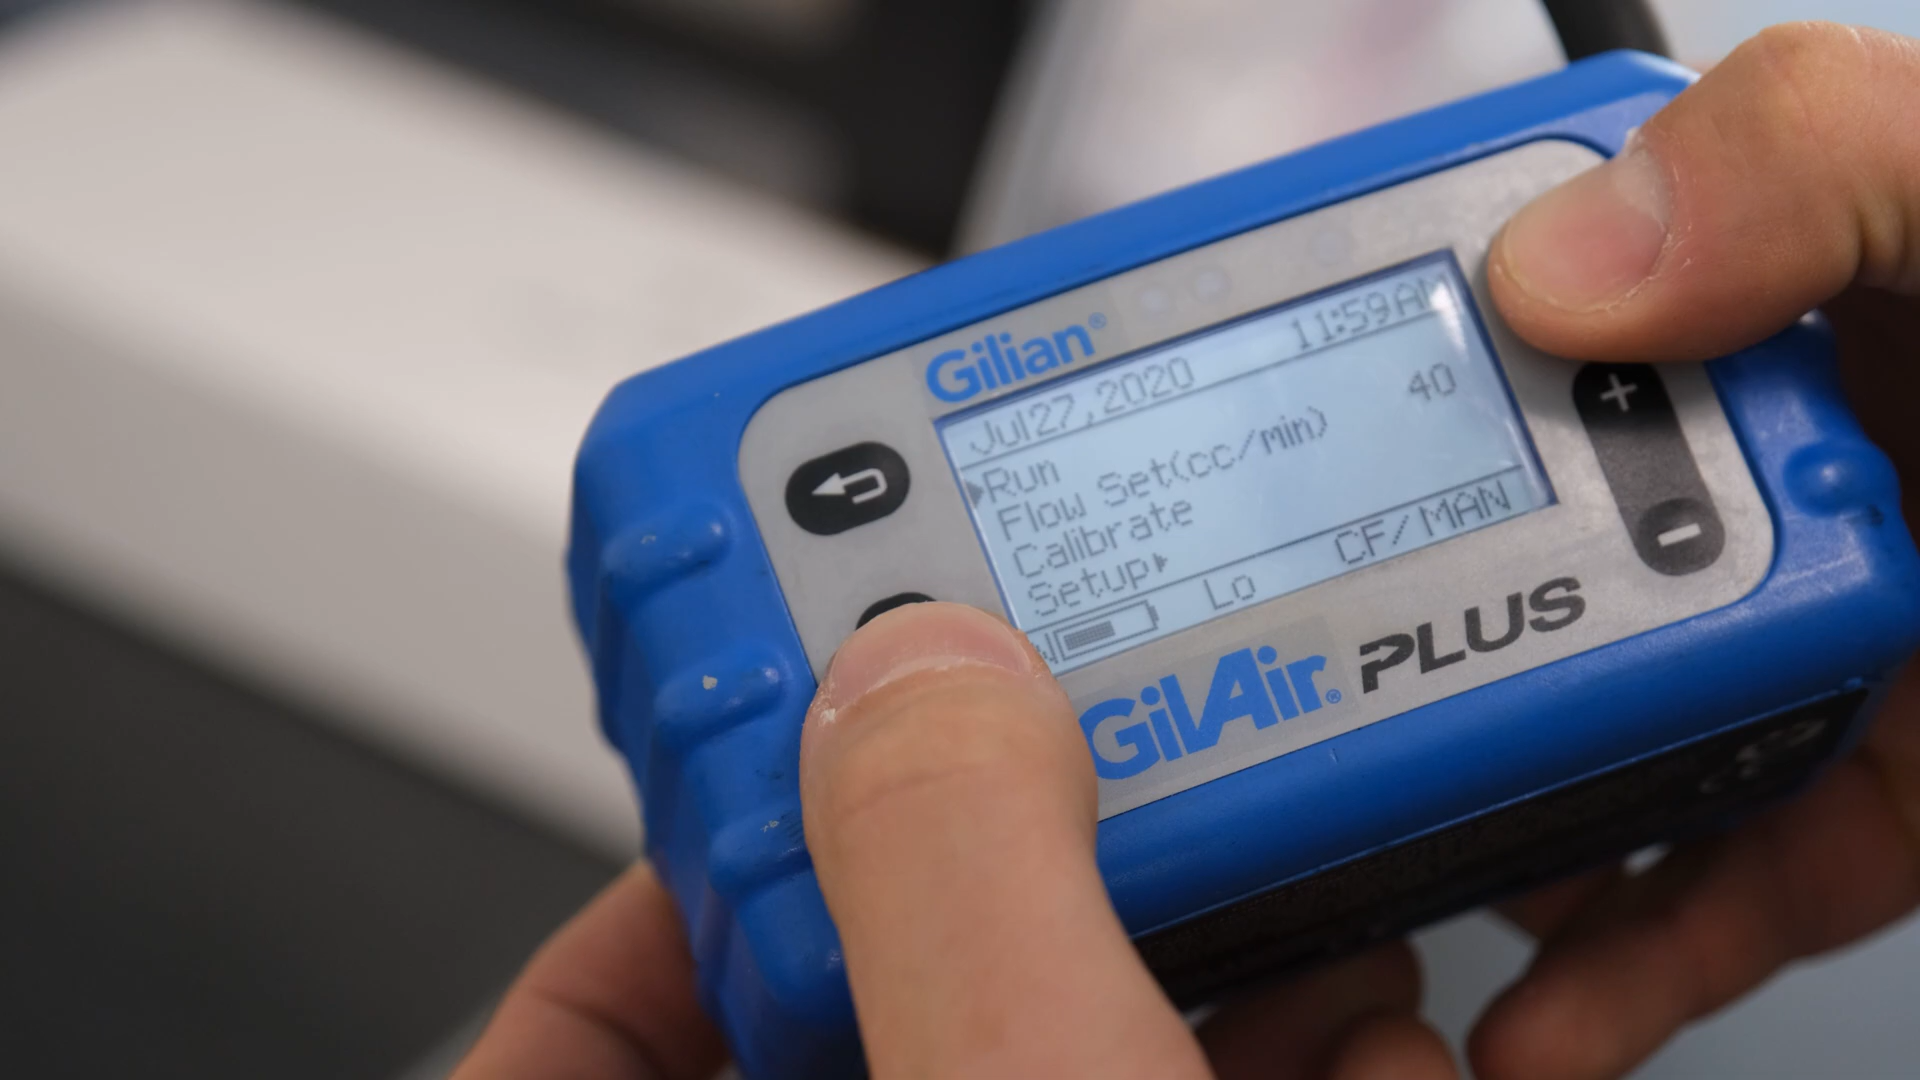 Gilian®
Jul27,2020 11:59AM
Run
Flow Set(cc/min) 40
Calibrate
Setup
Lo CF/MAN
GilAir® PLUS
+
-